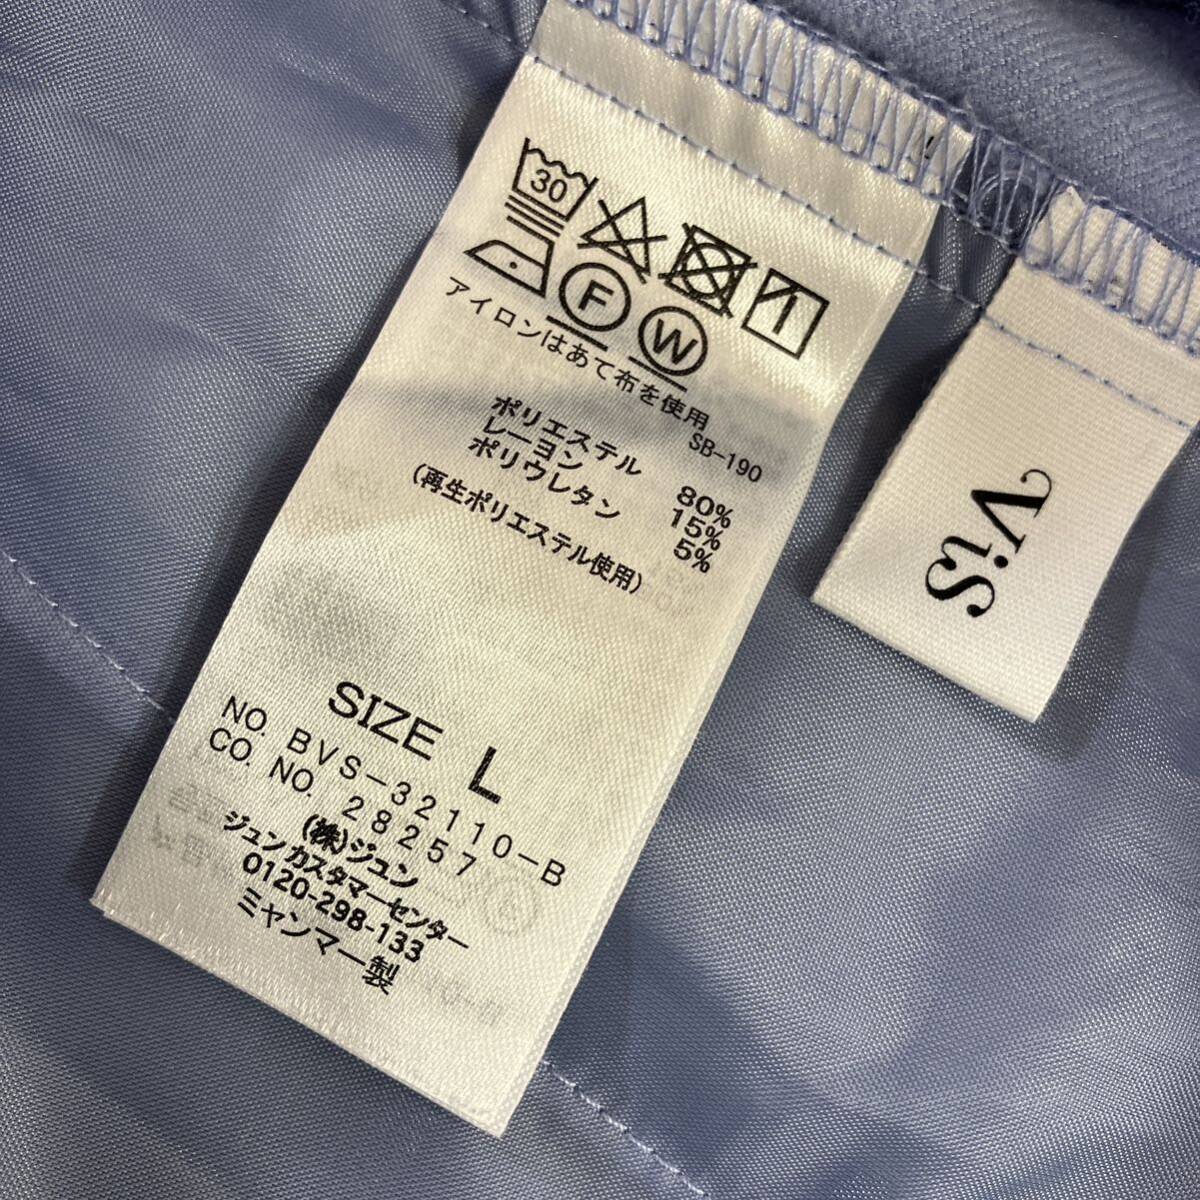 30
F
W
アイロンはあて布を使用
SB-190
ポリエステル 80%
レーヨン 15%
ポリウレタン 5%
(再生ポリエステル使用)
SIZE L
NO. BVS-32110-B
CO. NO. 28257
(株)ジュン
ジュンカスタマーセンター
0120-298-133
ミャンマー製
ViS